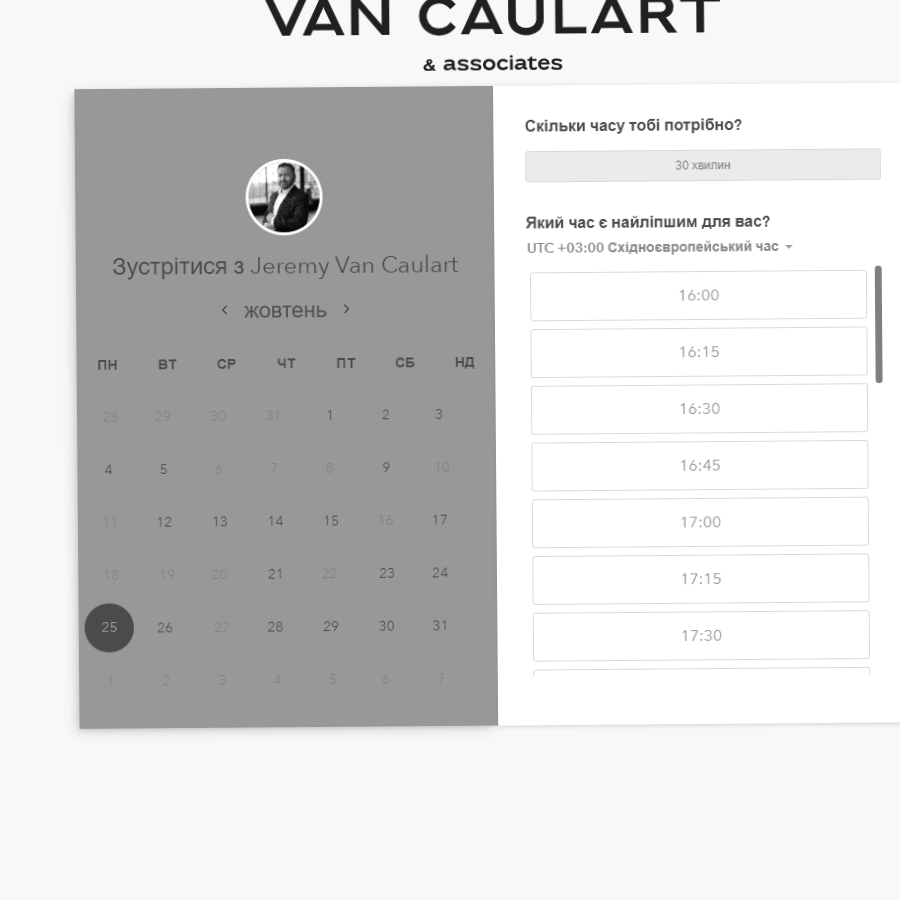 VAN CAULART
& associates
Зустрітися з Jeremy Van Caulart
жовтень
ПН ВТ СР ЧТ ПТ СБ НД
28 29 30 31 1 2 3
4 5 6 7 8 9 10
11 12 13 14 15 16 17
18 19 20 21 22 23 24
25 26 27 28 29 30 31
1 2 3 4 5 6 7
Скільки часу тобі потрібно?
30 хвилин
Який час є найліпшим для вас?
UTC +03:00 Східноєвропейський час
16:00
16:15
16:30
16:45
17:00
17:15
17:30